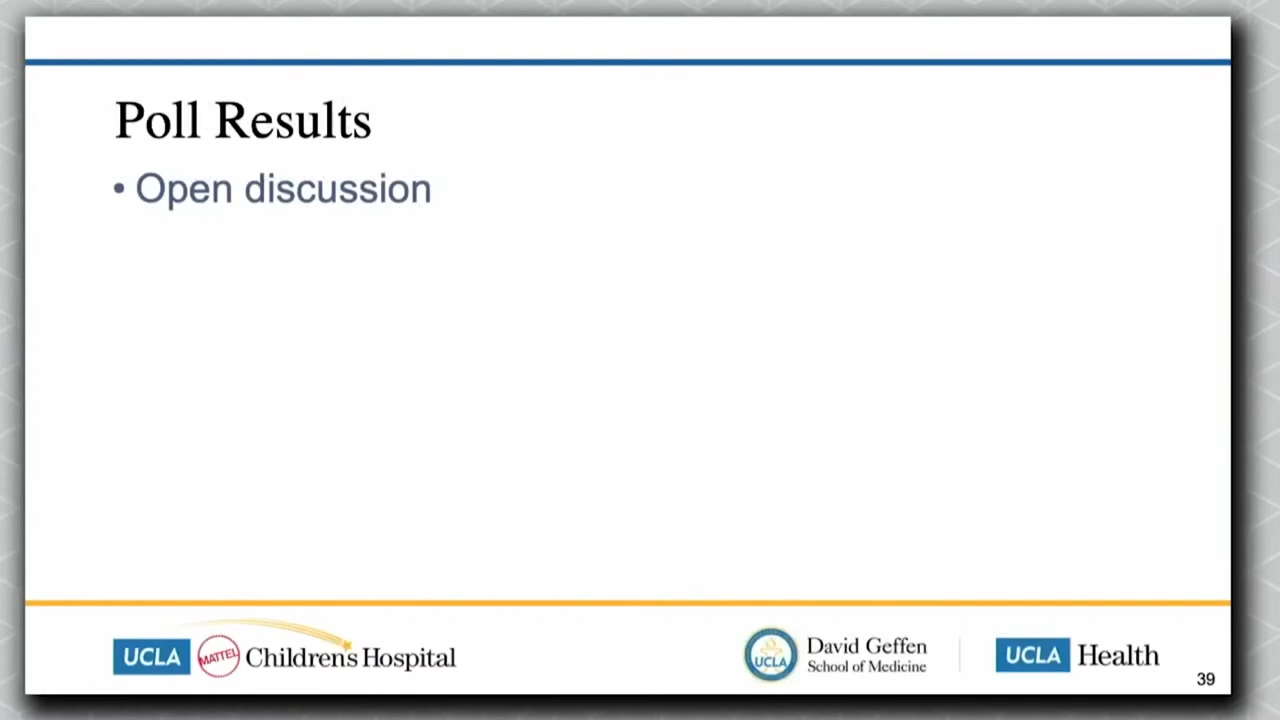 Poll Results
• Open discussion
UCLA MATTEL Children's Hospital
UCLA
David Geffen
School of Medicine
UCLA Health
39